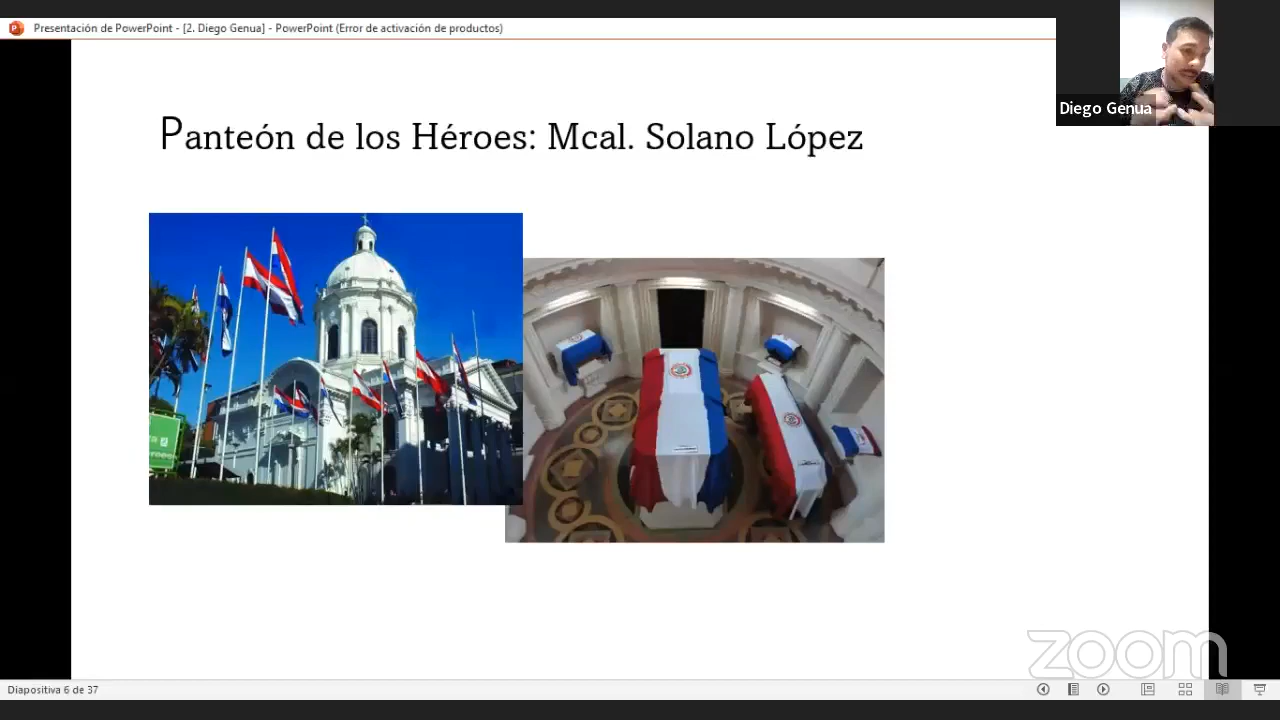 Presentación de PowerPoint - [2. Diego Genua] - PowerPoint (Error de activación de productos)
Diego Genua
Panteón de los Héroes: Mcal. Solano López
zoom
Diapositiva 6 de 37